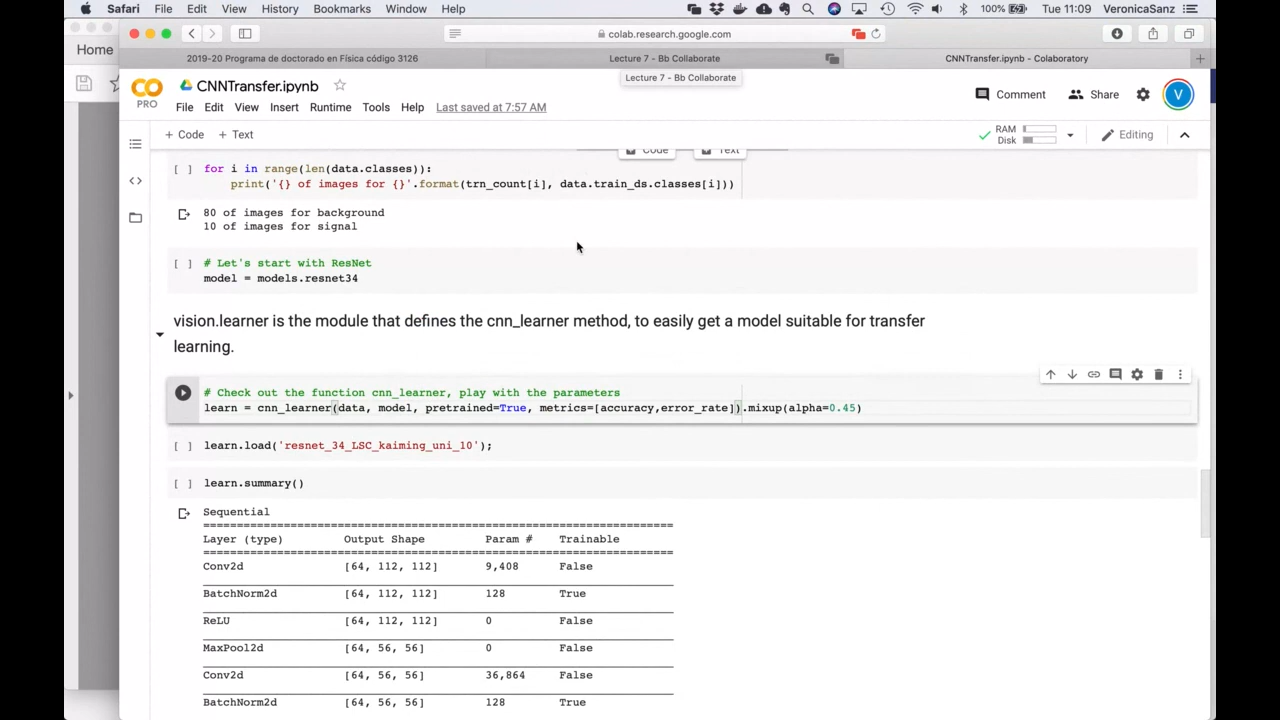 Safari File Edit View History Bookmarks Window Help 100% Tue 11:09 VeronicaSanz
Home
colab.research.google.com
2019-20 Programa de doctorado en Física código 3126 Lecture 7 - Bb Collaborate CNNTransfer.ipynb - Colaboratory
Lecture 7 - Bb Collaborate
CO
PRO
CNNTransfer.ipynb
File Edit View Insert Runtime Tools Help Last saved at 7:57 AM
Comment Share V
+ Code + Text
RAM
Disk
Editing
Code Text
[ ] for i in range(len(data.classes)):
print('{} of images for {}'.format(trn_count[i], data.train_ds.classes[i]))
80 of images for background
10 of images for signal
[ ] # Let's start with ResNet
model = models.resnet34
vision.learner is the module that defines the cnn_learner method, to easily get a model suitable for transfer
learning.
# Check out the function cnn_learner, play with the parameters
learn = cnn_learner(data, model, pretrained=True, metrics=[accuracy,error_rate]).mixup(alpha=0.45)
[ ] learn.load('resnet_34_LSC_kaiming_uni_10');
[ ] learn.summary()
Sequential
======================================================================
Layer (type) Output Shape Param # Trainable
======================================================================
Conv2d [64, 112, 112] 9,408 False
BatchNorm2d [64, 112, 112] 128 True
ReLU [64, 112, 112] 0 False
MaxPool2d [64, 56, 56] 0 False
Conv2d [64, 56, 56] 36,864 False
BatchNorm2d [64, 56, 56] 128 True